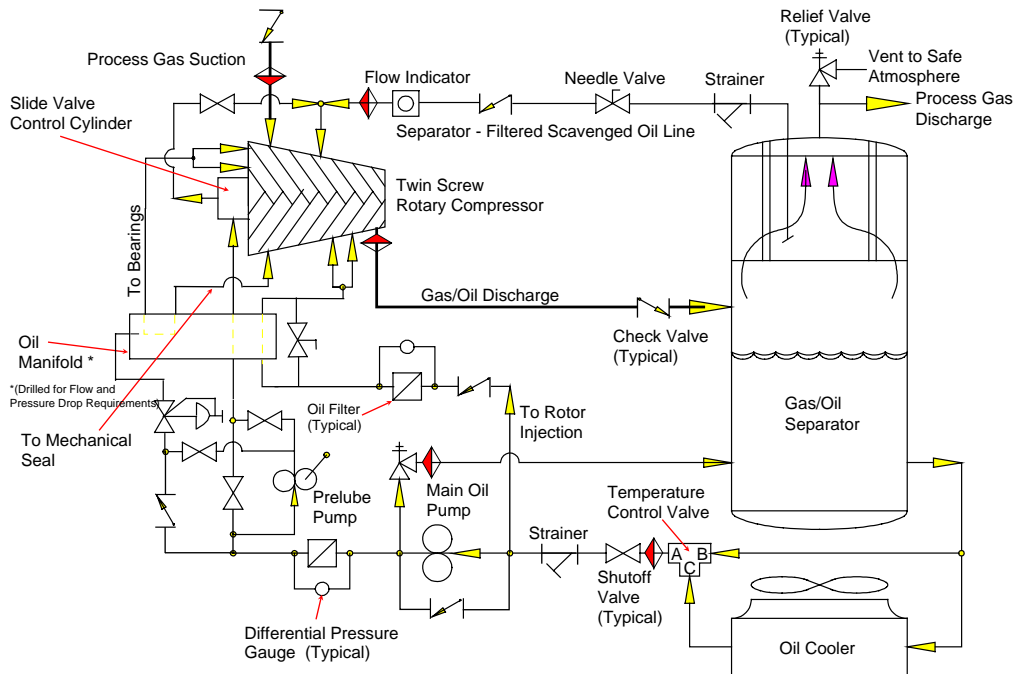 Relief Valve
(Typical)
Process Gas Suction
Flow Indicator
Needle Valve
Strainer
Vent to Safe
Atmosphere
Process Gas
Discharge
Slide Valve
Control Cylinder
Separator - Filtered Scavenged Oil Line
Twin Screw
Rotary Compressor
To Bearings
Gas/Oil Discharge
Check Valve
(Typical)
Oil
Manifold *
*(Drilled for Flow and
Pressure Drop Requirements)
Oil Filter
(Typical)
To Rotor
Injection
Gas/Oil
Separator
To Mechanical
Seal
Prelube
Pump
Main Oil
Pump
Temperature
Control Valve
Strainer
A B
C
Shutoff
Valve
(Typical)
Differential Pressure
Gauge (Typical)
Oil Cooler